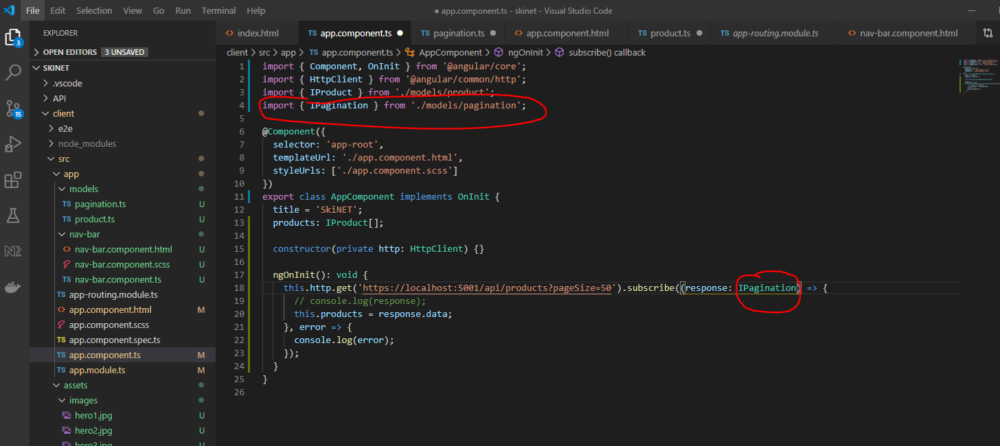 File Edit Selection View Go Run Terminal Help
● app.component.ts - skinet - Visual Studio Code
EXPLORER
OPEN EDITORS 3 UNSAVED
SKINET
.vscode
API
client
e2e
node_modules
src
app
models
TS pagination.ts U
TS product.ts U
nav-bar
<> nav-bar.component.html U
nav-bar.component.scss U
TS nav-bar.component.ts U
TS app-routing.module.ts
<> app.component.html M
app.component.scss
TS app.component.spec.ts
TS app.component.ts M
TS app.module.ts M
assets
images
hero1.jpg U
hero2.jpg U
hero3.jpg U
3
15
<> index.html TS app.component.ts ● TS pagination.ts ● <> app.component.html TS product.ts ● TS app-routing.module.ts <> nav-bar.component.html
client > src > app > TS app.component.ts > AppComponent > ngOnInit > subscribe() callback
1 import { Component, OnInit } from '@angular/core';
2 import { HttpClient } from '@angular/common/http';
3 import { IProduct } from './models/product';
4 import { IPagination } from './models/pagination';
5
6 @Component({
7 selector: 'app-root',
8 templateUrl: './app.component.html',
9 styleUrls: ['./app.component.scss']
10 })
11 export class AppComponent implements OnInit {
12 title = 'SkiNET';
13 products: IProduct[];
14
15 constructor(private http: HttpClient) {}
16
17 ngOnInit(): void {
18 this.http.get('https://localhost:5001/api/products?pageSize=50').subscribe((response: IPagination) => {
19 // console.log(response);
20 this.products = response.data;
21 }, error => {
22 console.log(error);
23 });
24 }
25 }
26